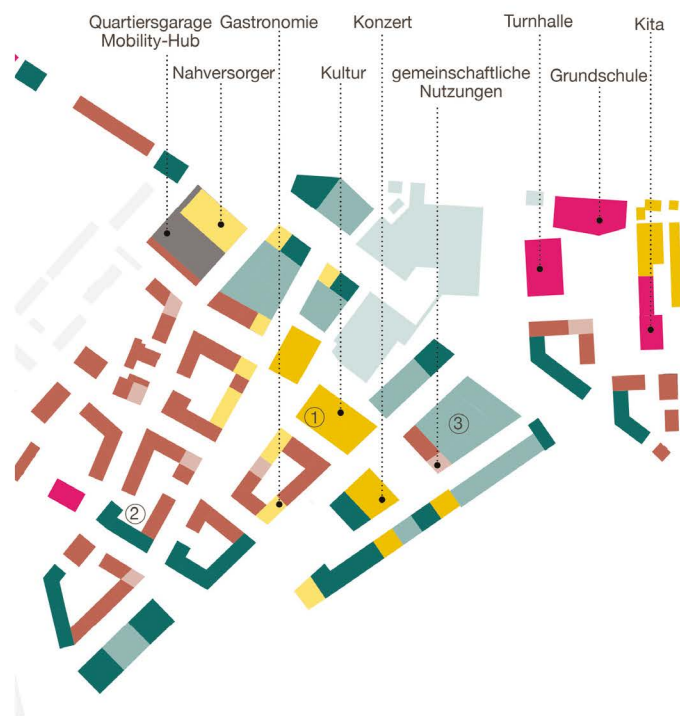 Quartiersgarage
Mobility-Hub
Gastronomie
Konzert
Turnhalle
Kita
Nahversorger
Kultur
gemeinschaftliche
Nutzungen
Grundschule
1
3
2